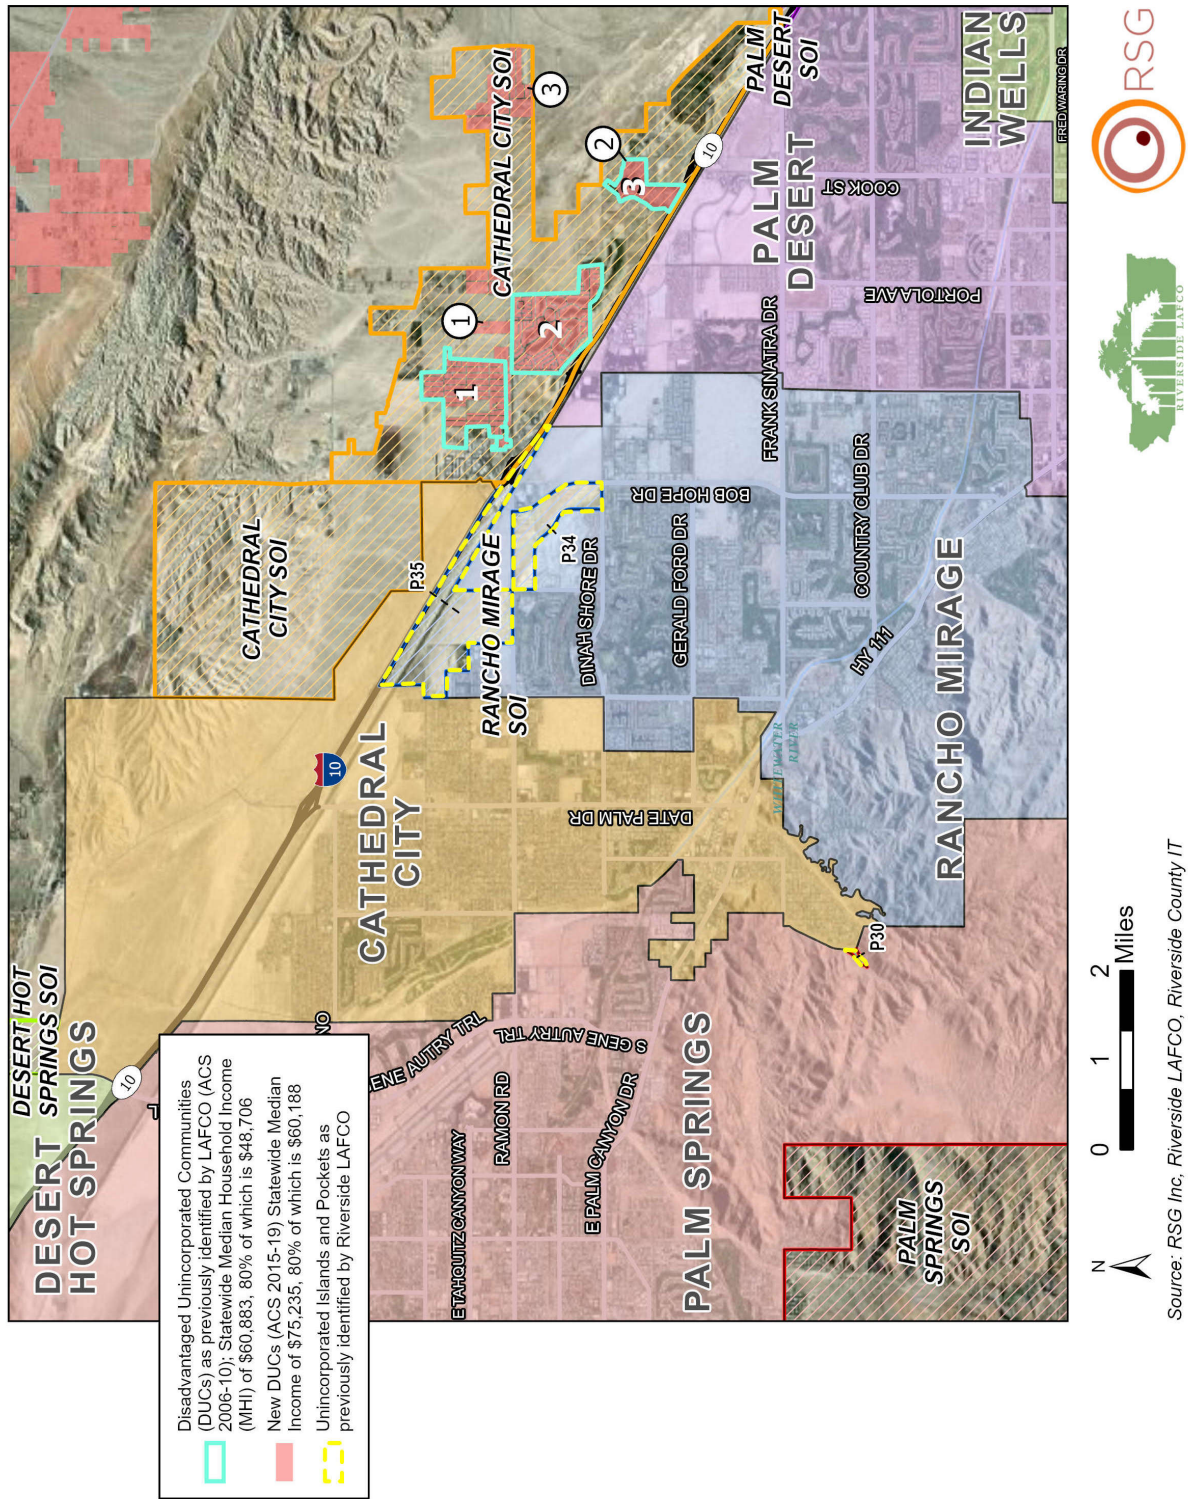 DESERT HOT
SPRINGS SOI
DESERT
HOT SPRINGS
10
CATHEDRAL
CITY SOI
CATHEDRAL CITY SOI
1
2
3
1
2
3
P35
RANCHO MIRAGE
SOI
P34
10
10
CATHEDRAL
CITY
PALM
DESERT
SOI
PALM
DESERT
INDIAN
WELLS
FRED WARING DR
COOK ST
PORTOLA AVE
FRANK SINATRA DR
COUNTRY CLUB DR
BOB HOPE DR
GERALD FORD DR
DINAH SHORE DR
HY 111
WHITEWATER
RIVER
RANCHO MIRAGE
DATE PALM DR
P30
GENE AUTRY TRL
S GENE AUTRY TRL
RAMON RD
E TAHQUITZ CANYON WAY
E PALM CANYON DR
PALM SPRINGS
PALM
SPRINGS
SOI
Disadvantaged Unincorporated Communities
(DUCs) as previously identified by LAFCO (ACS
2006-10); Statewide Median Household Income
(MHI) of $60,883, 80% of which is $48,706
New DUCs (ACS 2015-19) Statewide Median
Income of $75,235, 80% of which is $60,188
Unincorporated Islands and Pockets as
previously identified by Riverside LAFCO
N
0 1 2
Miles
Source: RSG Inc, Riverside LAFCO, Riverside County IT
RIVERSIDE LAFCO
RSG